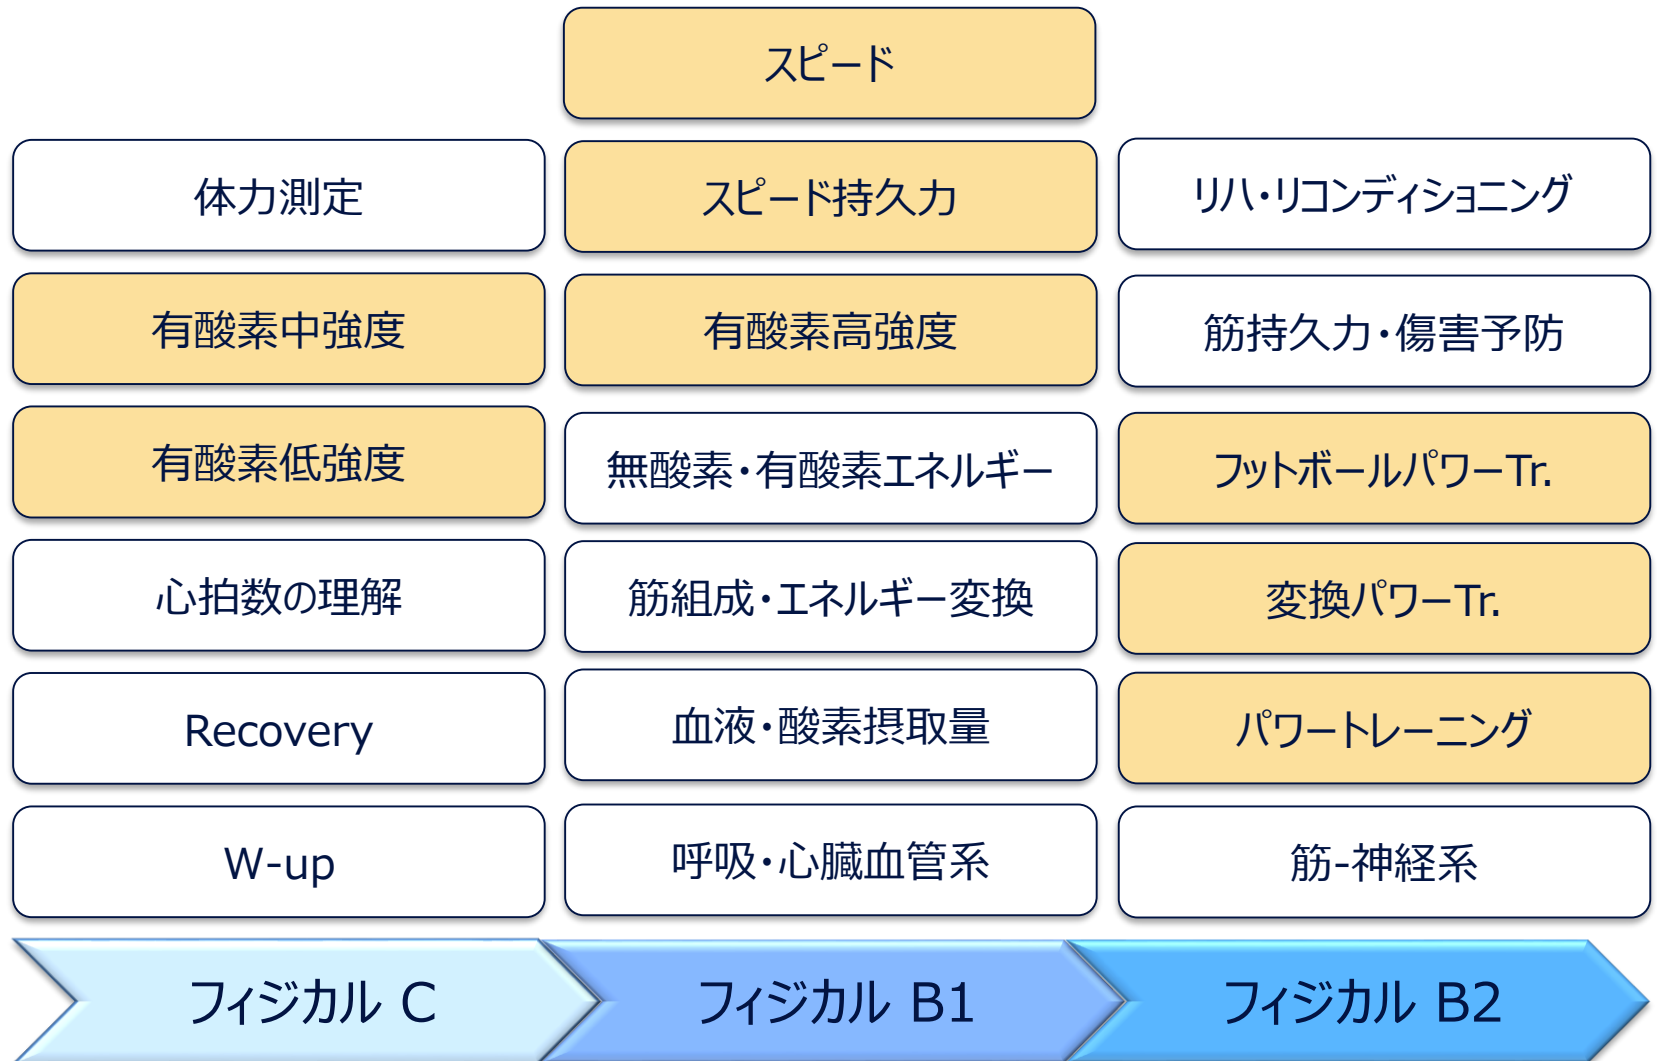 スピード
体力測定
スピード持久力
リハ・リコンディショニング
有酸素中強度
有酸素高強度
筋持久力・傷害予防
有酸素低強度
無酸素・有酸素エネルギー
フットボールパワーTr.
心拍数の理解
筋組成・エネルギー変換
変換パワーTr.
Recovery
血液・酸素摂取量
パワートレーニング
W-up
呼吸・心臓血管系
筋-神経系
フィジカル C
フィジカル B1
フィジカル B2